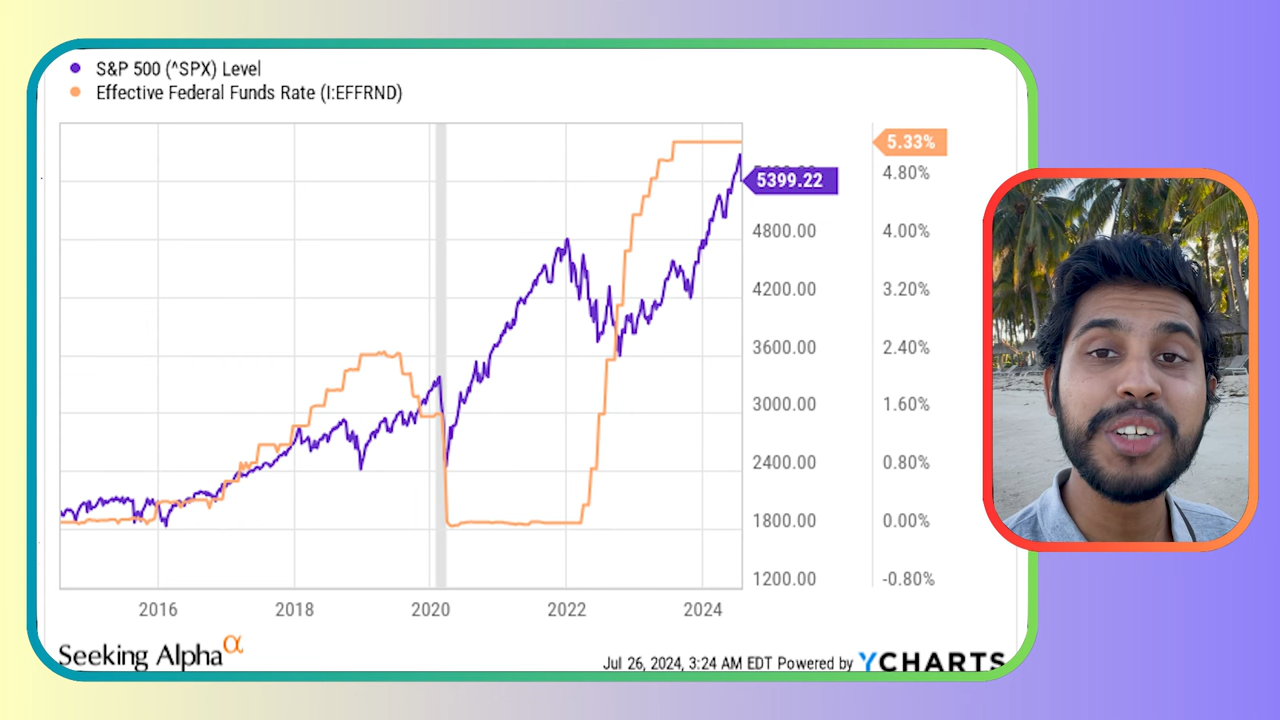 S&P 500 (^SPX) Level
Effective Federal Funds Rate (I:EFFRND)
5.33%
4.80%
5399.22
4800.00 4.00%
4200.00 3.20%
3600.00 2.40%
3000.00 1.60%
2400.00 0.80%
1800.00 0.00%
1200.00 -0.80%
2016 2018 2020 2022 2024
Seeking Alphaα
Jul 26, 2024, 3:24 AM EDT Powered by YCHARTS